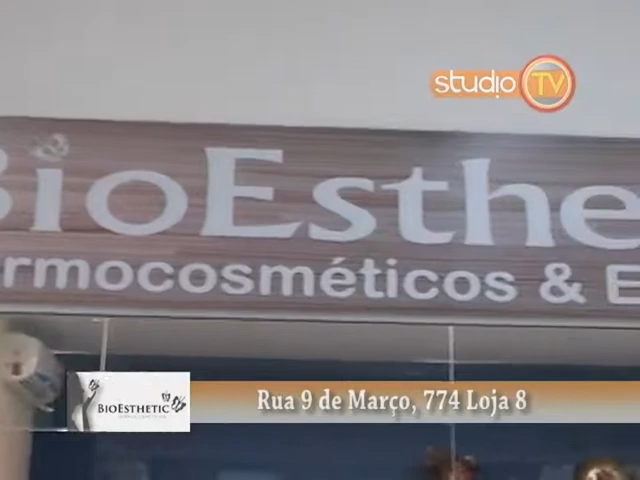 studio TV
BioEsthe
rmocosméticos & E
BIOESTHETIC
Rua 9 de Março, 774 Loja 8